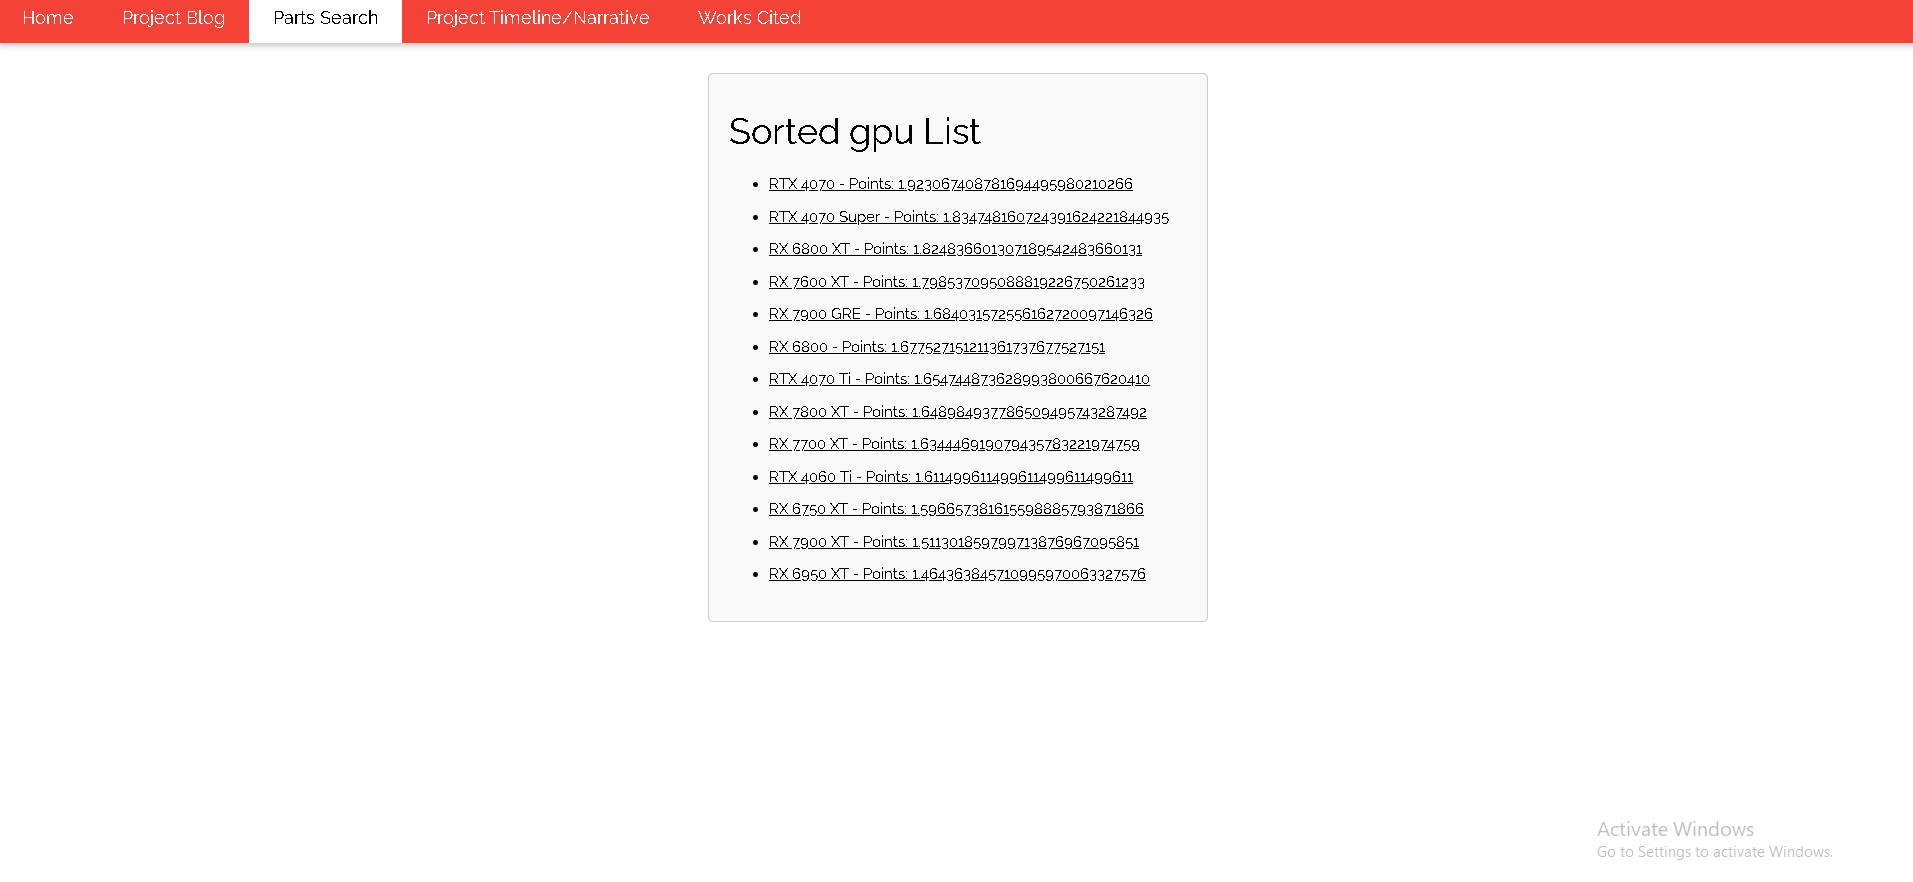 Home Project Blog Parts Search Project Timeline/Narrative Works Cited
Sorted gpu List
RTX 4070 - Points: 1.923067408781694495980210266
RTX 4070 Super - Points: 1.834748160724391624221844935
RX 6800 XT - Points: 1.824836601307189542483660131
RX 7600 XT - Points: 1.798537095088819226750261233
RX 7900 GRE - Points: 1.684031572556162720097146326
RX 6800 - Points: 1.677527151211361737677527151
RTX 4070 Ti - Points: 1.654744873628993800667620410
RX 7800 XT - Points: 1.648984937786509495743287492
RX 7700 XT - Points: 1.634446919079435783221974759
RTX 4060 Ti - Points: 1.611499611499611499611499611
RX 6750 XT - Points: 1.596657381615598885793871866
RX 7900 XT - Points: 1.511301859799713876967095851
RX 6950 XT - Points: 1.464363845710995970063327576
Activate Windows
Go to Settings to activate Windows.